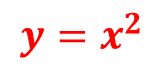 y = x²